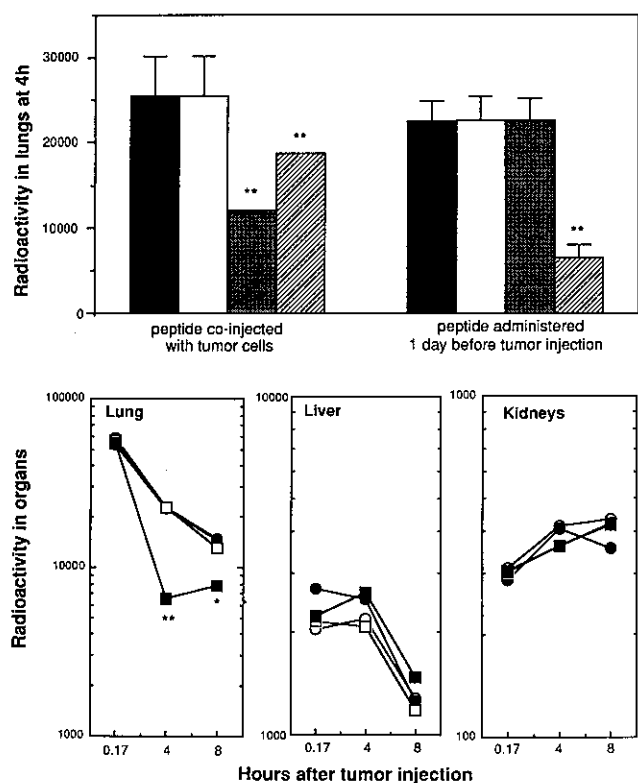 Radioactivity in lungs at 4h
30000
20000
10000
0
**
**
**
peptide co-injected
with tumor cells
peptide administered
1 day before tumor injection
Radioactivity in organs
100000
10000
1000
Lung
**
*
0.17 4 8
10000
1000
Liver
0.17 4 8
1000
100
Kidneys
0.17 4 8
Hours after tumor injection